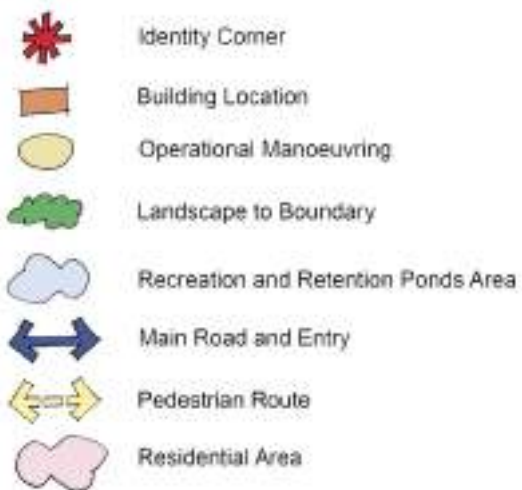 Identity Corner
Building Location
Operational Manoeuvring
Landscape to Boundary
Recreation and Retention Ponds Area
Main Road and Entry
Pedestrian Route
Residential Area